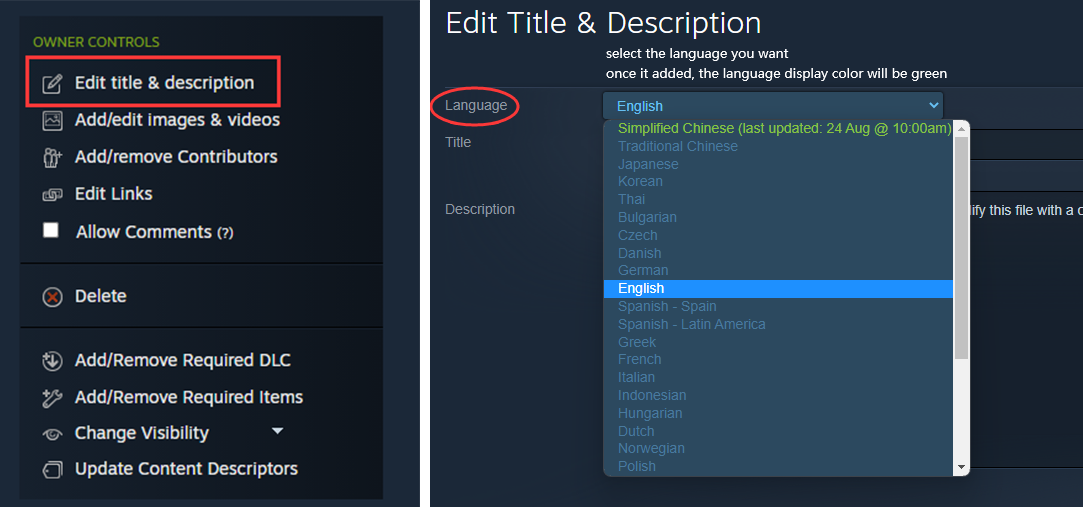 OWNER CONTROLS
Edit title & description
Add/edit images & videos
Add/remove Contributors
Edit Links
Allow Comments (?)
Delete
Add/Remove Required DLC
Add/Remove Required Items
Change Visibility
Update Content Descriptors
Edit Title & Description
select the language you want
once it added, the language display color will be green
Language
English
Simplified Chinese (last updated: 24 Aug @ 10:00am)
Title
Traditional Chinese
Japanese
Korean
Thai
Description
ify this file with a c
Bulgarian
Czech
Danish
German
English
Spanish - Spain
Spanish - Latin America
Greek
French
Italian
Indonesian
Hungarian
Dutch
Norwegian
Polish